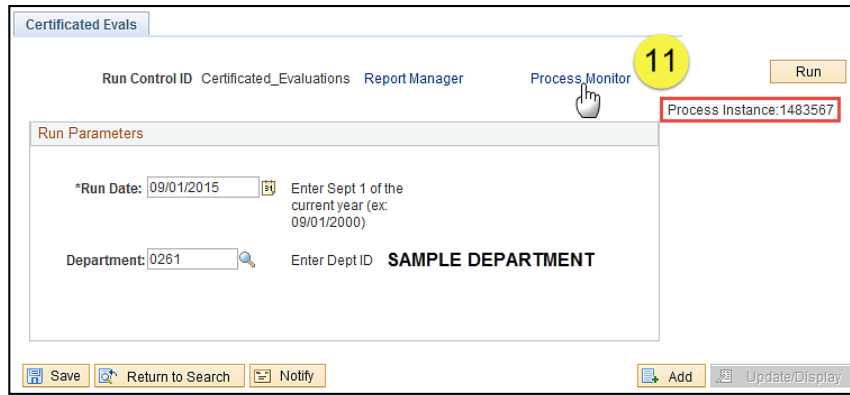 Certificated Evals
Run Control ID Certificated_Evaluations Report Manager Process Monitor 11 Run
Process Instance:1483567
Run Parameters
*Run Date: 09/01/2015 31 Enter Sept 1 of the
current year (ex:
09/01/2000)
Department: 0261 Enter Dept ID SAMPLE DEPARTMENT
Save Return to Search Notify Add Update/Display